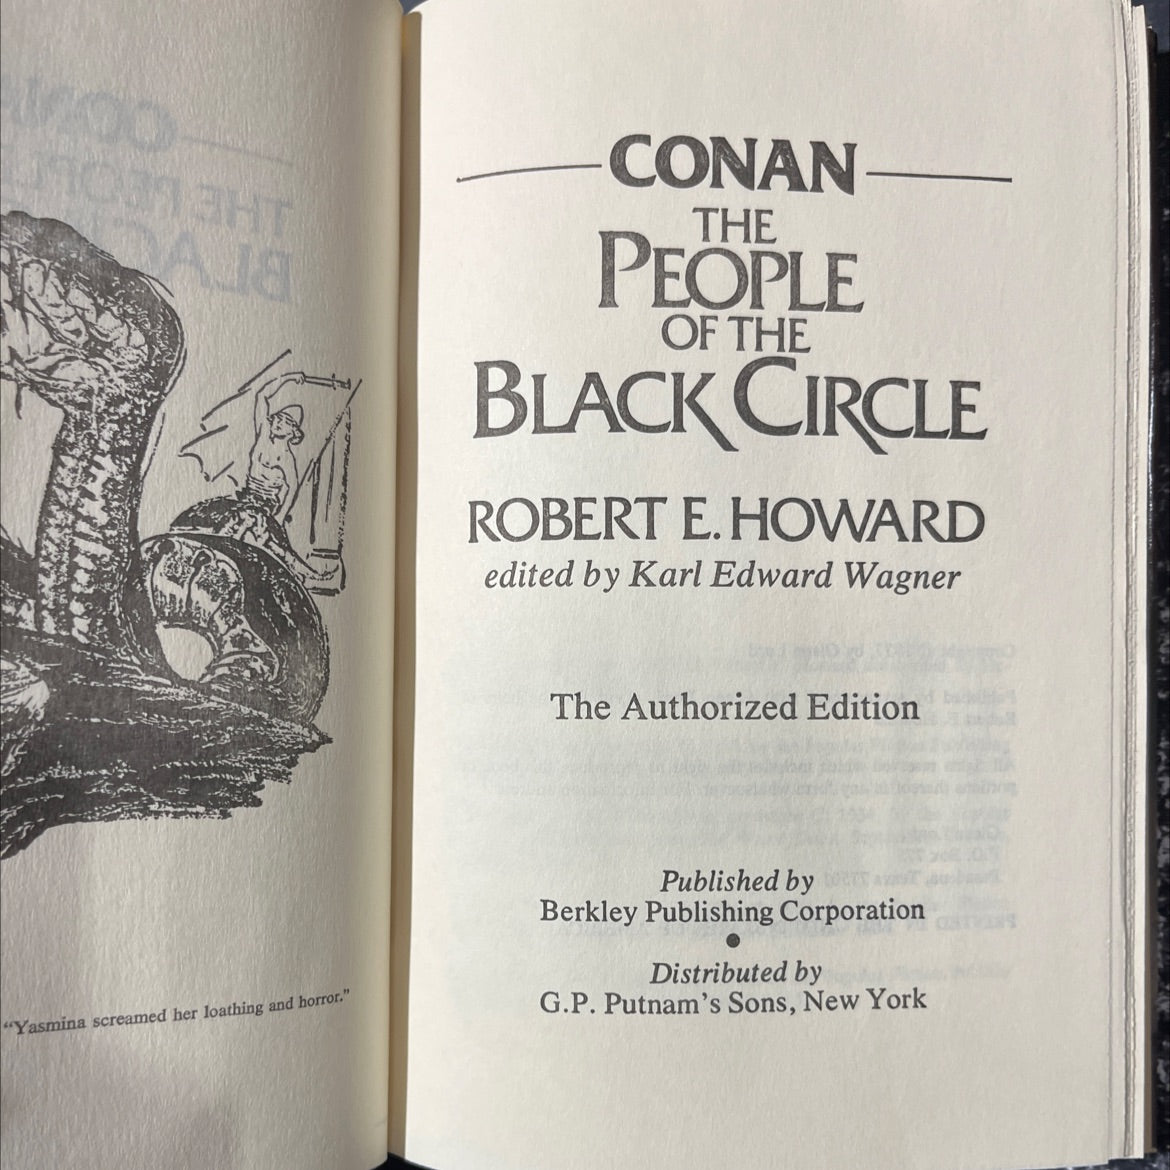 "Yasmina screamed her loathing and horror."
CONAN
THE
PEOPLE
OF THE
BLACK CIRCLE
ROBERT E. HOWARD
edited by Karl Edward Wagner
The Authorized Edition
Published by
Berkley Publishing Corporation
•
Distributed by
G.P. Putnam's Sons, New York